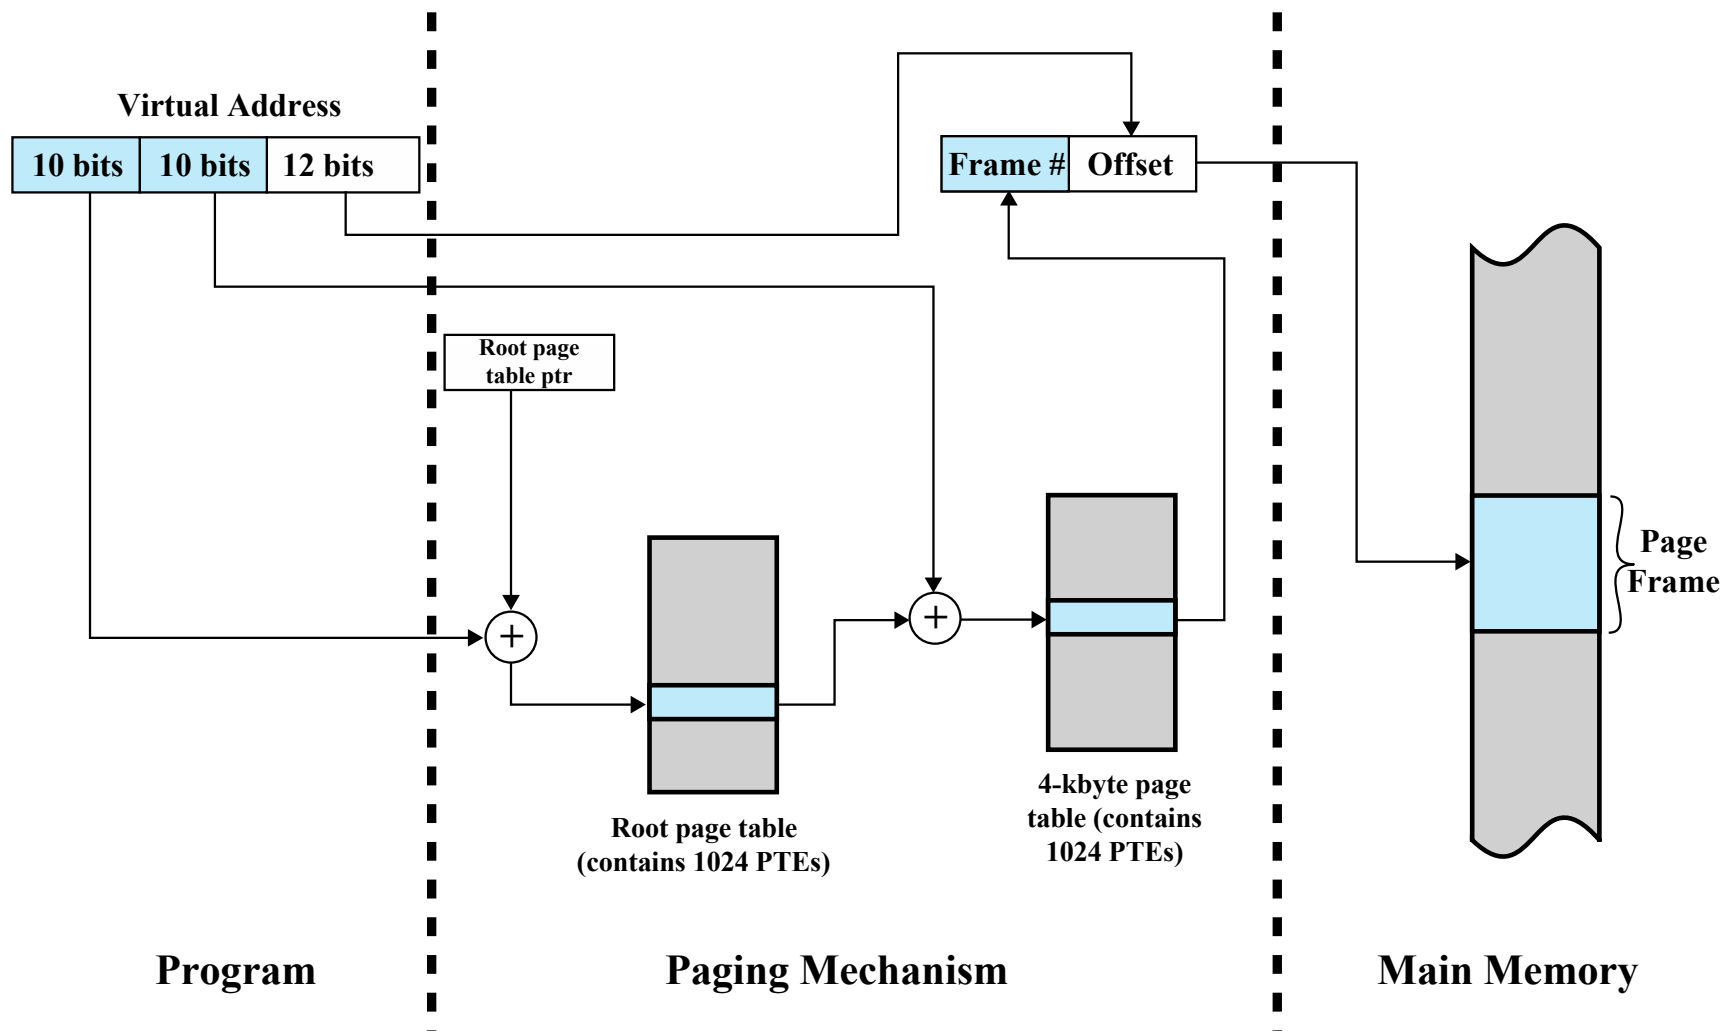 Virtual Address
10 bits 10 bits 12 bits
Frame # Offset
Root page
table ptr
+
+
Page
Frame
4-kbyte page
table (contains
1024 PTEs)
Root page table
(contains 1024 PTEs)
Program Paging Mechanism Main Memory